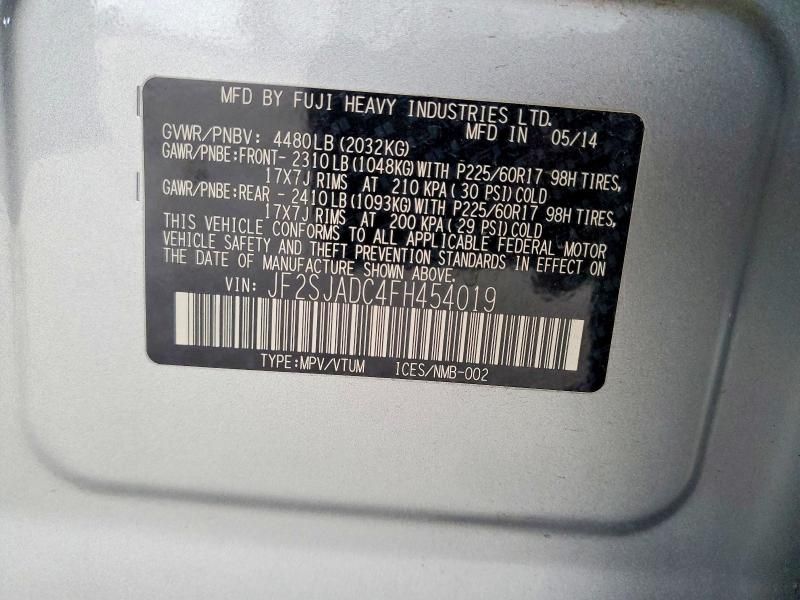 MFD BY FUJI HEAVY INDUSTRIES LTD.
GVWR/PNBV: 4480LB(2032KG) MFD IN 05/14
GAWR/PNBE:FRONT- 2310LB(1048KG)WITH P225/60R17 98H TIRES,
17X7J RIMS AT 210 KPA( 30 PSI)COLD
GAWR/PNBE:REAR - 2410LB(1093KG)WITH P225/60R17 98H TIRES,
17X7J RIMS AT 200 KPA( 29 PSI)COLD
THIS VEHICLE CONFORMS TO ALL APPLICABLE FEDERAL MOTOR
VEHICLE SAFETY AND THEFT PREVENTION STANDARDS IN EFFECT ON
THE DATE OF MANUFACTURE SHOWN ABOVE.
VIN: JF2SJADC4FH454019
TYPE:MPV/VTUM ICES/NMB-002